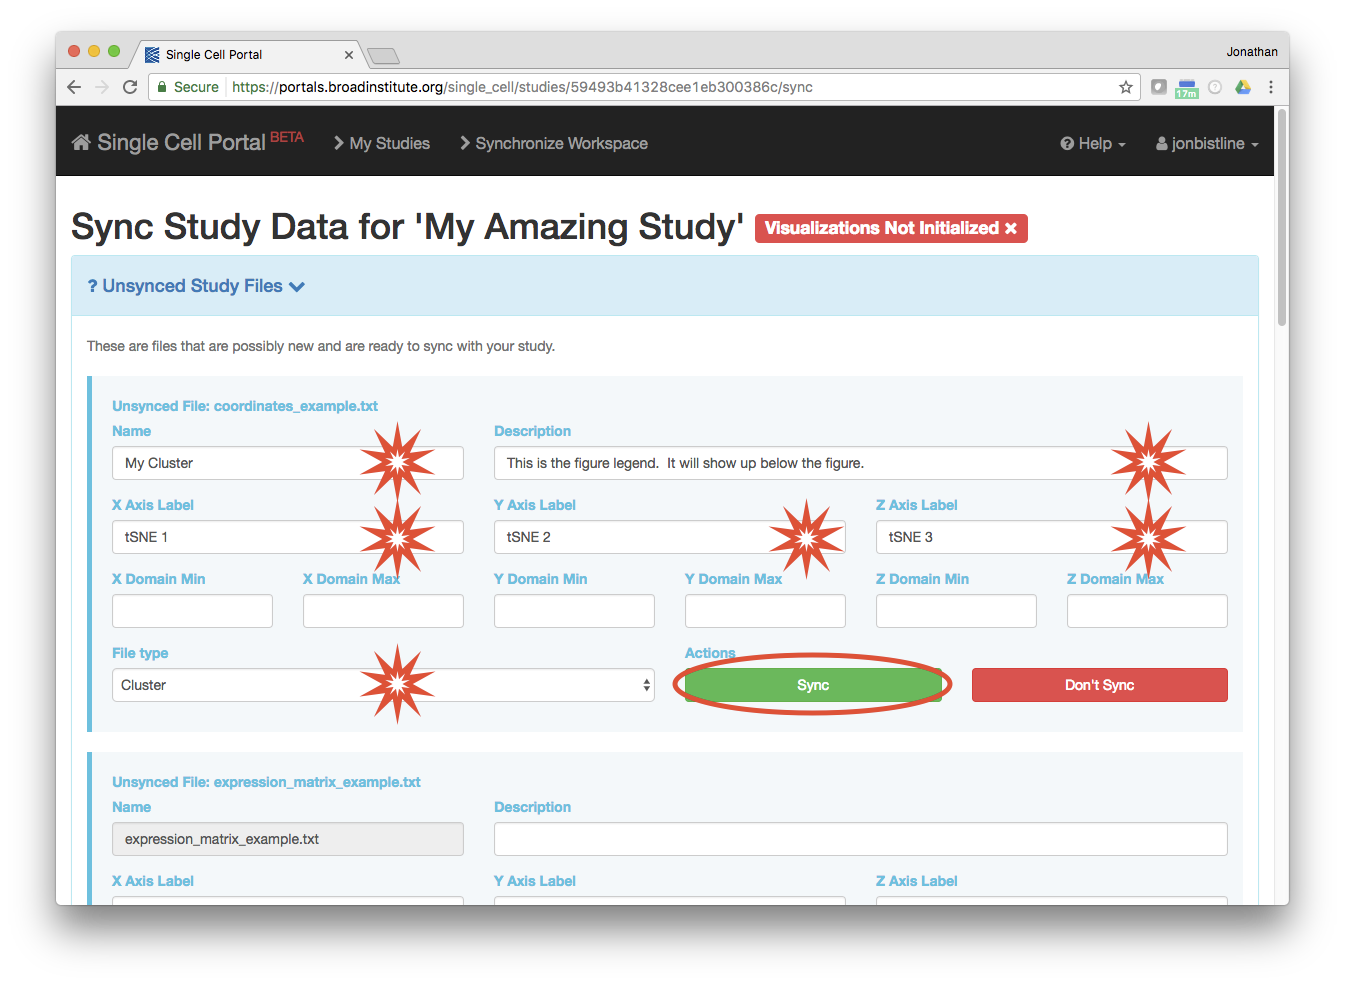 Single Cell Portal
Jonathan
Secure https://portals.broadinstitute.org/single_cell/studies/59493b41328cee1eb300386c/sync
17m
Single Cell Portal BETA My Studies Synchronize Workspace Help jonbistline
Sync Study Data for 'My Amazing Study' Visualizations Not Initialized
? Unsynced Study Files
These are files that are possibly new and are ready to sync with your study.
Unsynced File: coordinates_example.txt
Name Description
My Cluster This is the figure legend. It will show up below the figure.
X Axis Label Y Axis Label Z Axis Label
tSNE 1 tSNE 2 tSNE 3
X Domain Min X Domain Max Y Domain Min Y Domain Max Z Domain Min Z Domain Max
File type Actions
Cluster Sync Don't Sync
Unsynced File: expression_matrix_example.txt
Name Description
expression_matrix_example.txt
X Axis Label Y Axis Label Z Axis Label